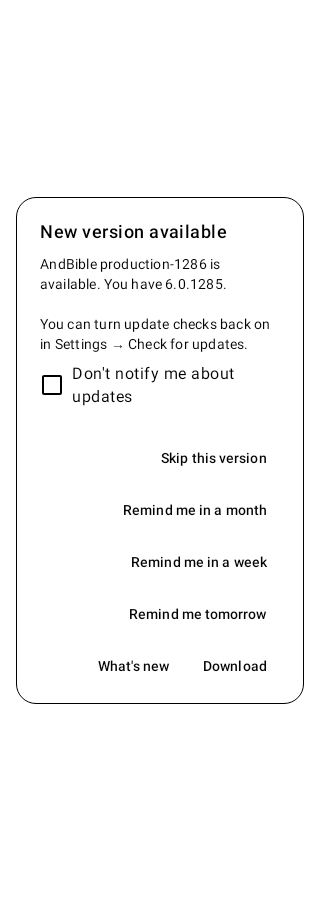 New version available
AndBible production-1286 is
available. You have 6.0.1285.
You can turn update checks back on
in Settings → Check for updates.
Don't notify me about
updates
Skip this version
Remind me in a month
Remind me in a week
Remind me tomorrow
What's new Download